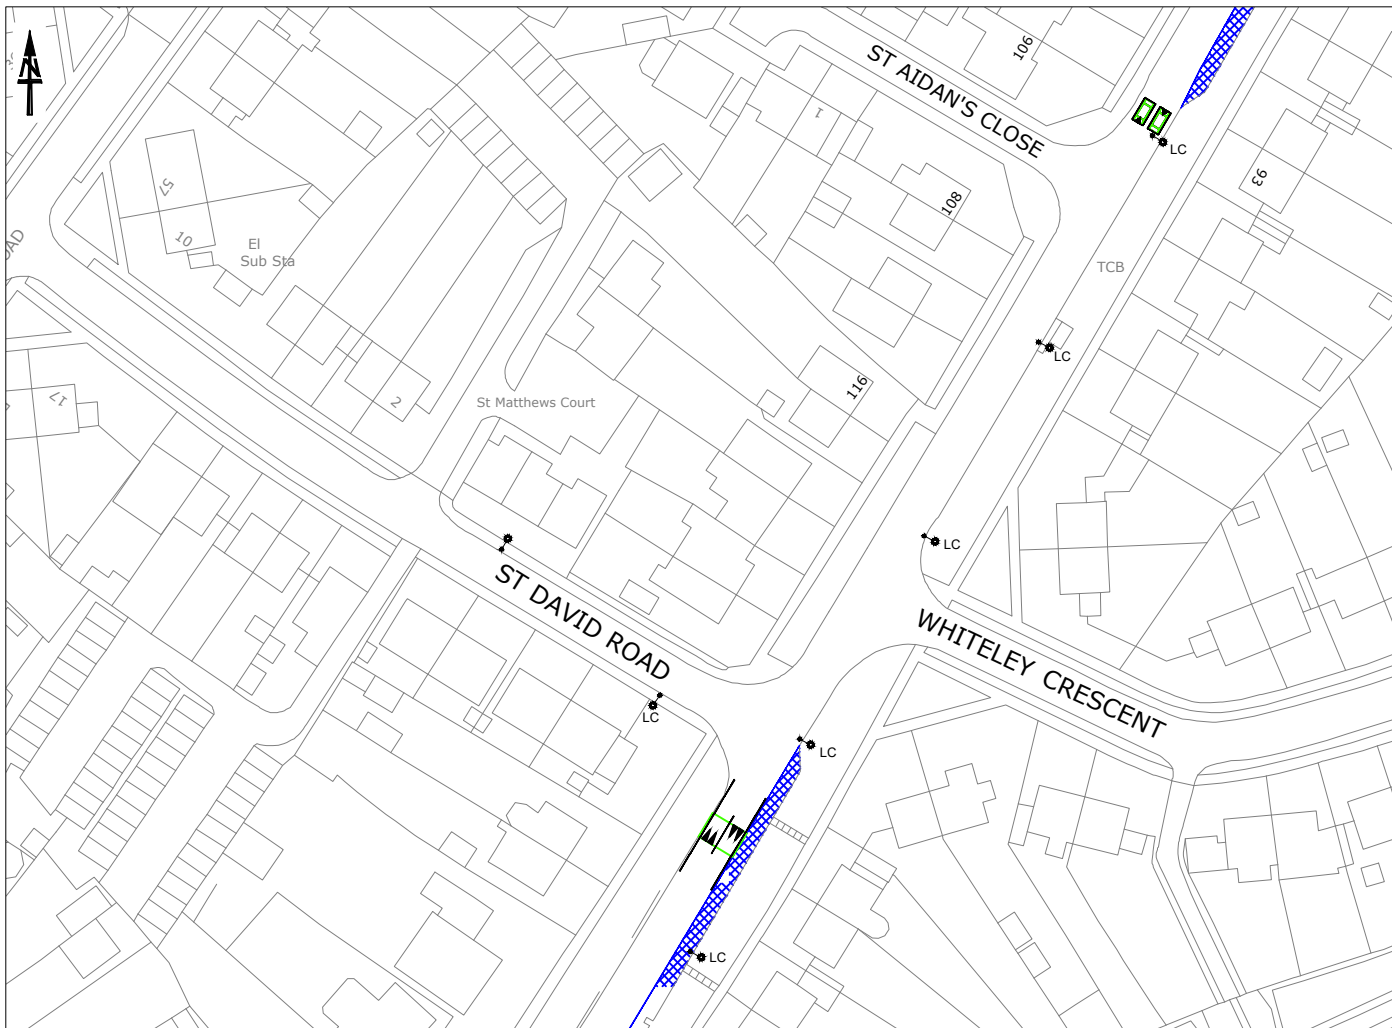 N
ST AIDAN'S CLOSE
106
1
LC
57
93
108
10
El
Sub Sta
TCB
LC
116
17
2
St Matthews Court
LC
ST DAVID ROAD
WHITELEY CRESCENT
LC
LC
LC